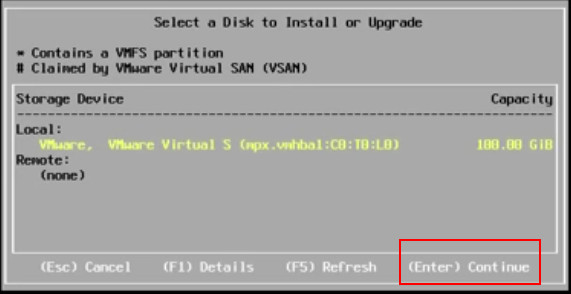 Select a Disk to Install or Upgrade
* Contains a VMFS partition
# Claimed by VMware Virtual SAN (VSAN)
Storage Device Capacity
Local:
VMware, VMware Virtual S (mpx.vmhba1:C0:T0:L0) 100.00 GiB
Remote:
(none)
(Esc) Cancel (F1) Details (F5) Refresh (Enter) Continue